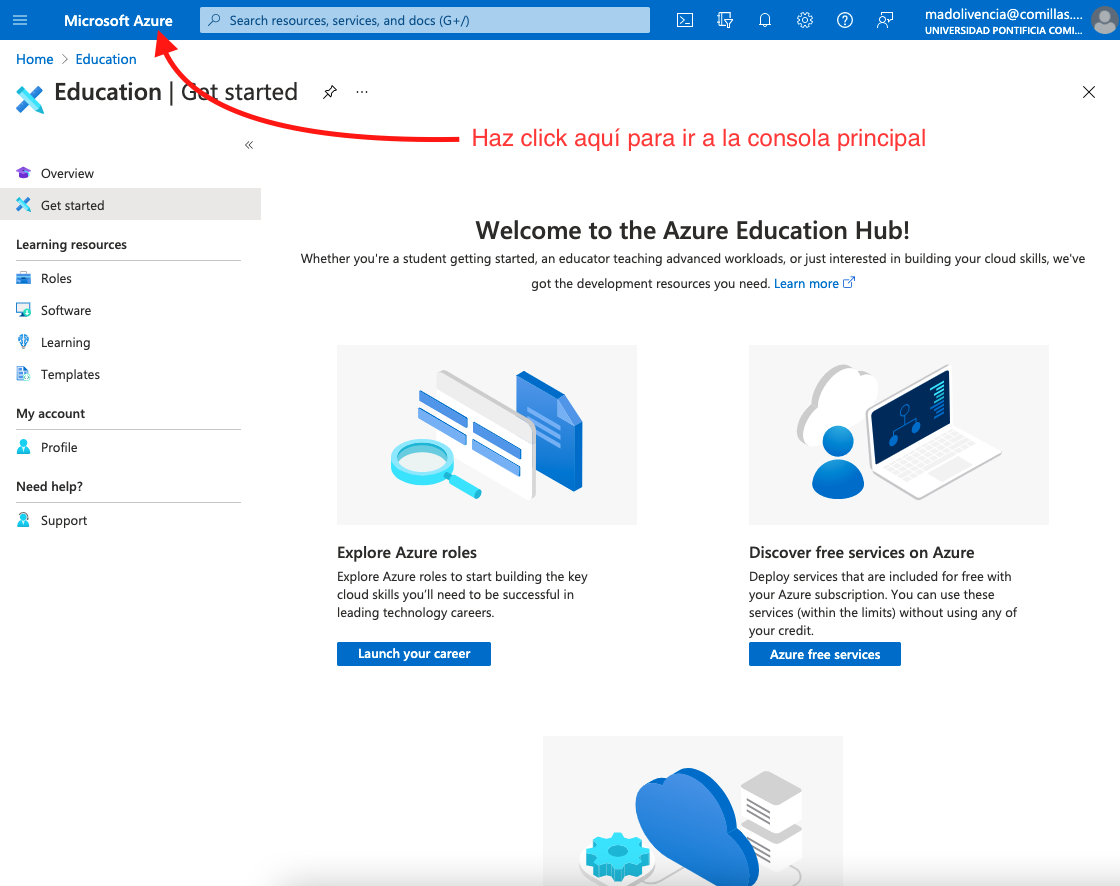 Microsoft Azure
Search resources, services, and docs (G+/)
madolivencia@comillas....
UNIVERSIDAD PONTIFICIA COMI...
Home > Education
Education | Get started
...
Haz click aquí para ir a la consola principal
«
Overview
Get started
Learning resources
Roles
Software
Learning
Templates
My account
Profile
Need help?
Support
Welcome to the Azure Education Hub!
Whether you're a student getting started, an educator teaching advanced workloads, or just interested in building your cloud skills, we've
got the development resources you need. Learn more
Explore Azure roles
Explore Azure roles to start building the key
cloud skills you’ll need to be successful in
leading technology careers.
Launch your career
Discover free services on Azure
Deploy services that are included for free with
your Azure subscription. You can use these
services (within the limits) without using any of
your credit.
Azure free services